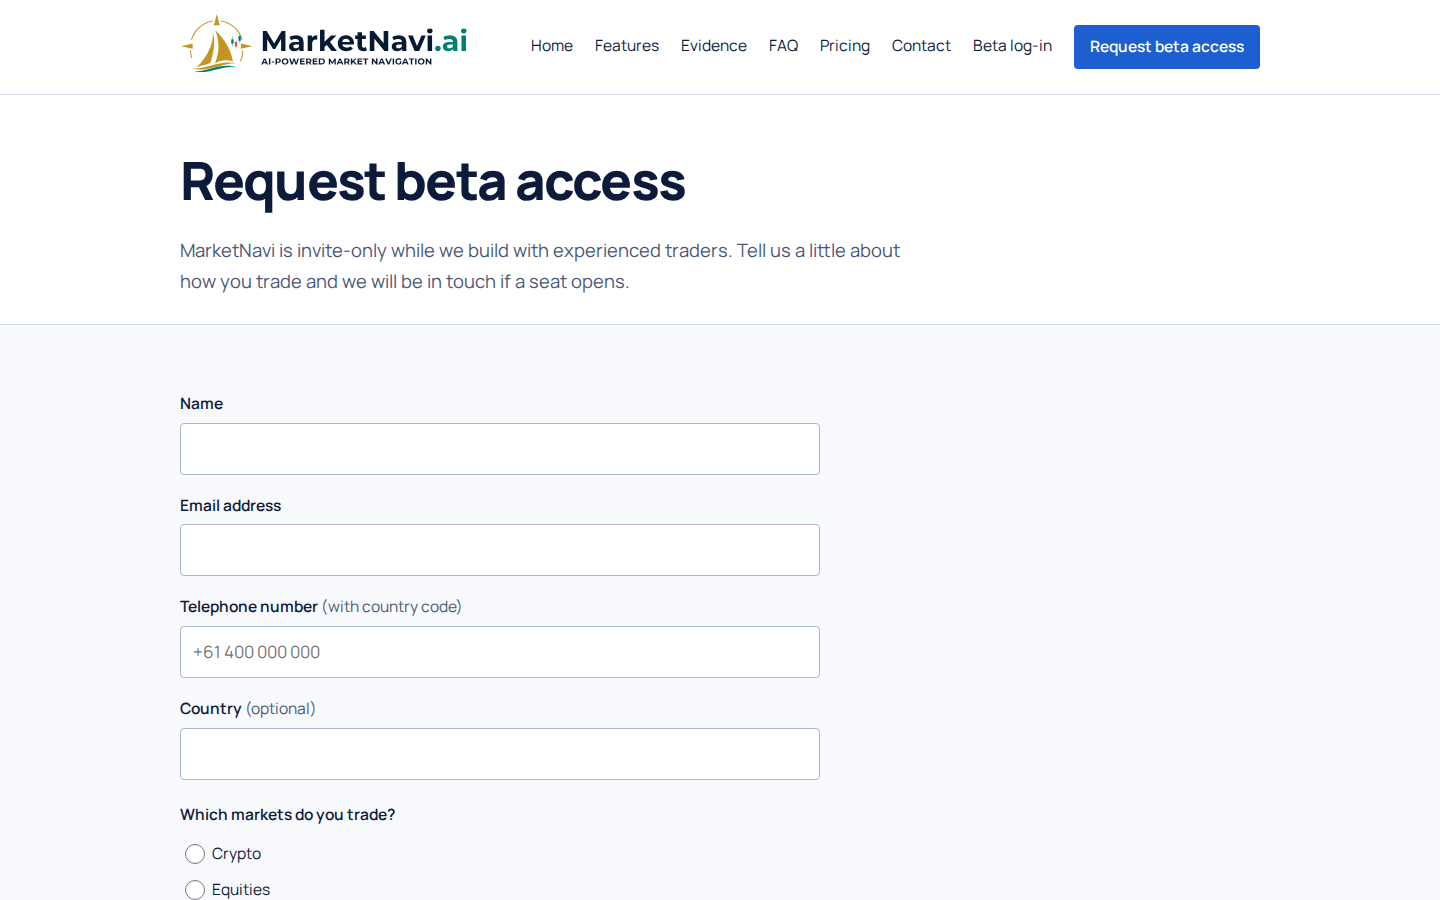 MarketNavi.ai
AI-POWERED MARKET NAVIGATION
Home
Features
Evidence
FAQ
Pricing
Contact
Beta log-in
Request beta access
Request beta access
MarketNavi is invite-only while we build with experienced traders. Tell us a little about
how you trade and we will be in touch if a seat opens.
Name
Email address
Telephone number (with country code)
+61 400 000 000
Country (optional)
Which markets do you trade?
Crypto
Equities